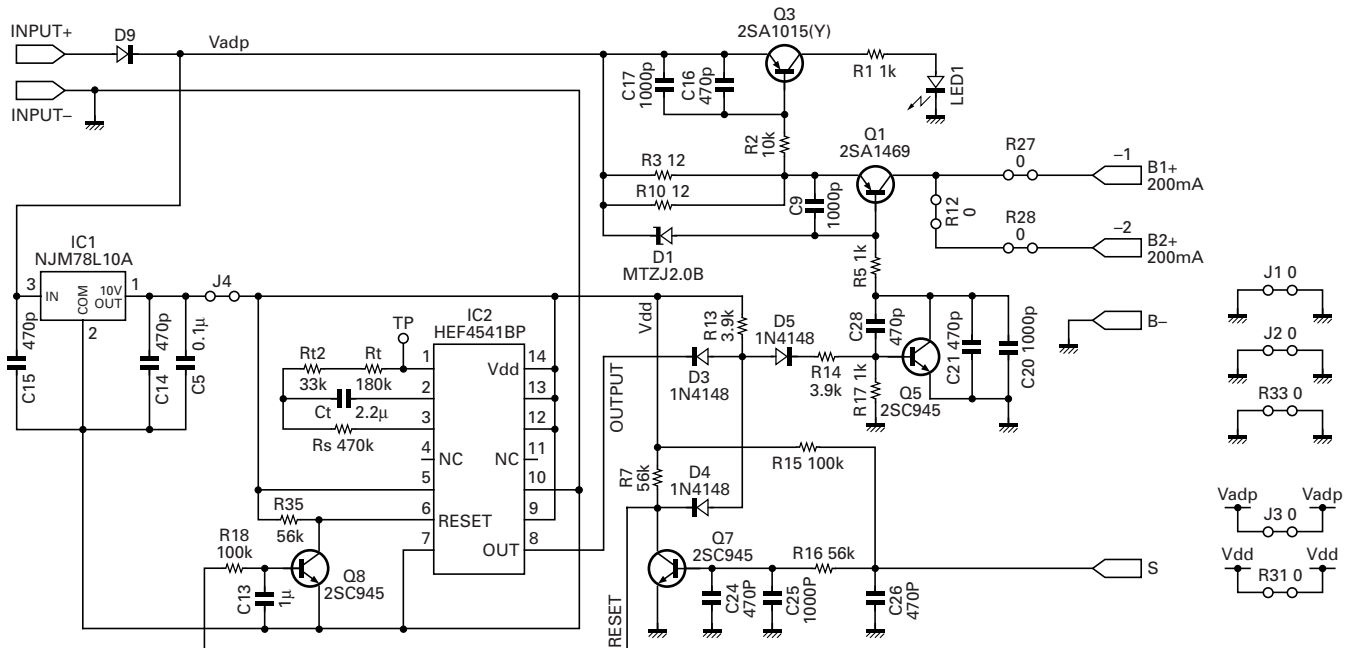 INPUT+
D9
Vadp
INPUT–
C17
1000p
C16
470p
Q3
2SA1015(Y)
R1 1k
LED1
R2
10k
Q1
2SA1469
R3 12
R10 12
C9
1000p
D1
MTZJ2.0B
R5 1k
R27
0
–1
B1+
200mA
R12
0
R28
0
–2
B2+
200mA
IC1
NJM78L10A
3
IN
COM
10V
OUT
1
2
J4
470p
C15
470p
C14
0.1µ
C5
TP
IC2
HEF4541BP
Rt2
33k
Rt
180k
Ct
2.2µ
Rs 470k
1
2
3
4
NC
5
6
RESET
7
14
Vdd
13
12
NC
11
10
9
OUT
8
R35
56k
R18
100k
C13
1µ
Q8
2SC945
OUTPUT
Vdd
R13
3.9k
D3
1N4148
D5
1N4148
R14
3.9k
C28
470p
R17 1k
Q5
2SC945
C21 470p
C20 1000p
B–
R15 100k
R7
56k
D4
1N4148
Q7
2SC945
R16 56k
C24
470P
C25
1000P
C26
470P
S
RESET
J1 0
J2 0
R33 0
Vadp
Vadp
J3 0
Vdd
Vdd
R31 0